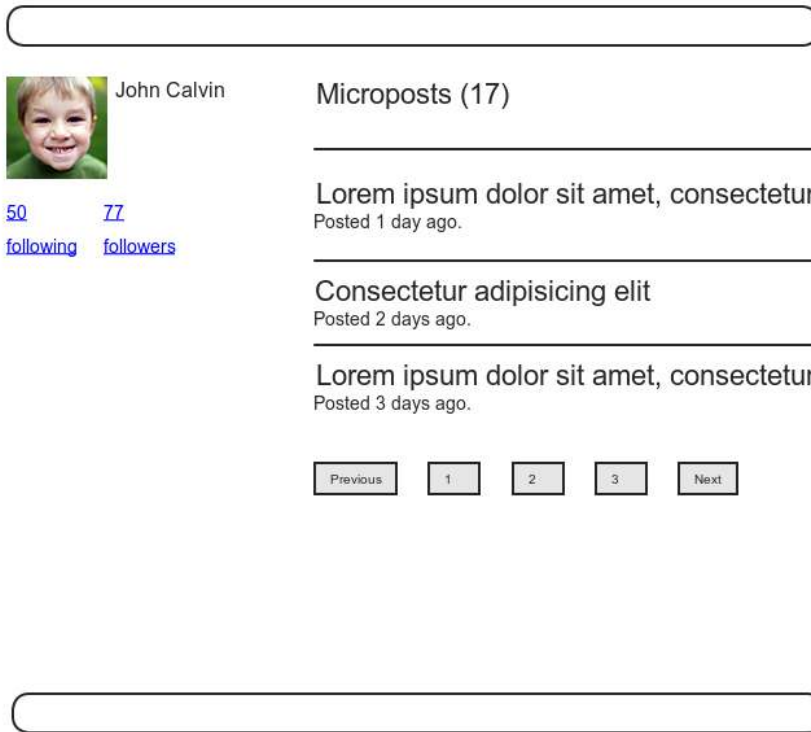 John Calvin
50
77
following
followers
Microposts (17)
Lorem ipsum dolor sit amet, consectetur
Posted 1 day ago.
Consectetur adipisicing elit
Posted 2 days ago.
Lorem ipsum dolor sit amet, consectetur
Posted 3 days ago.
Previous 1 2 3 Next